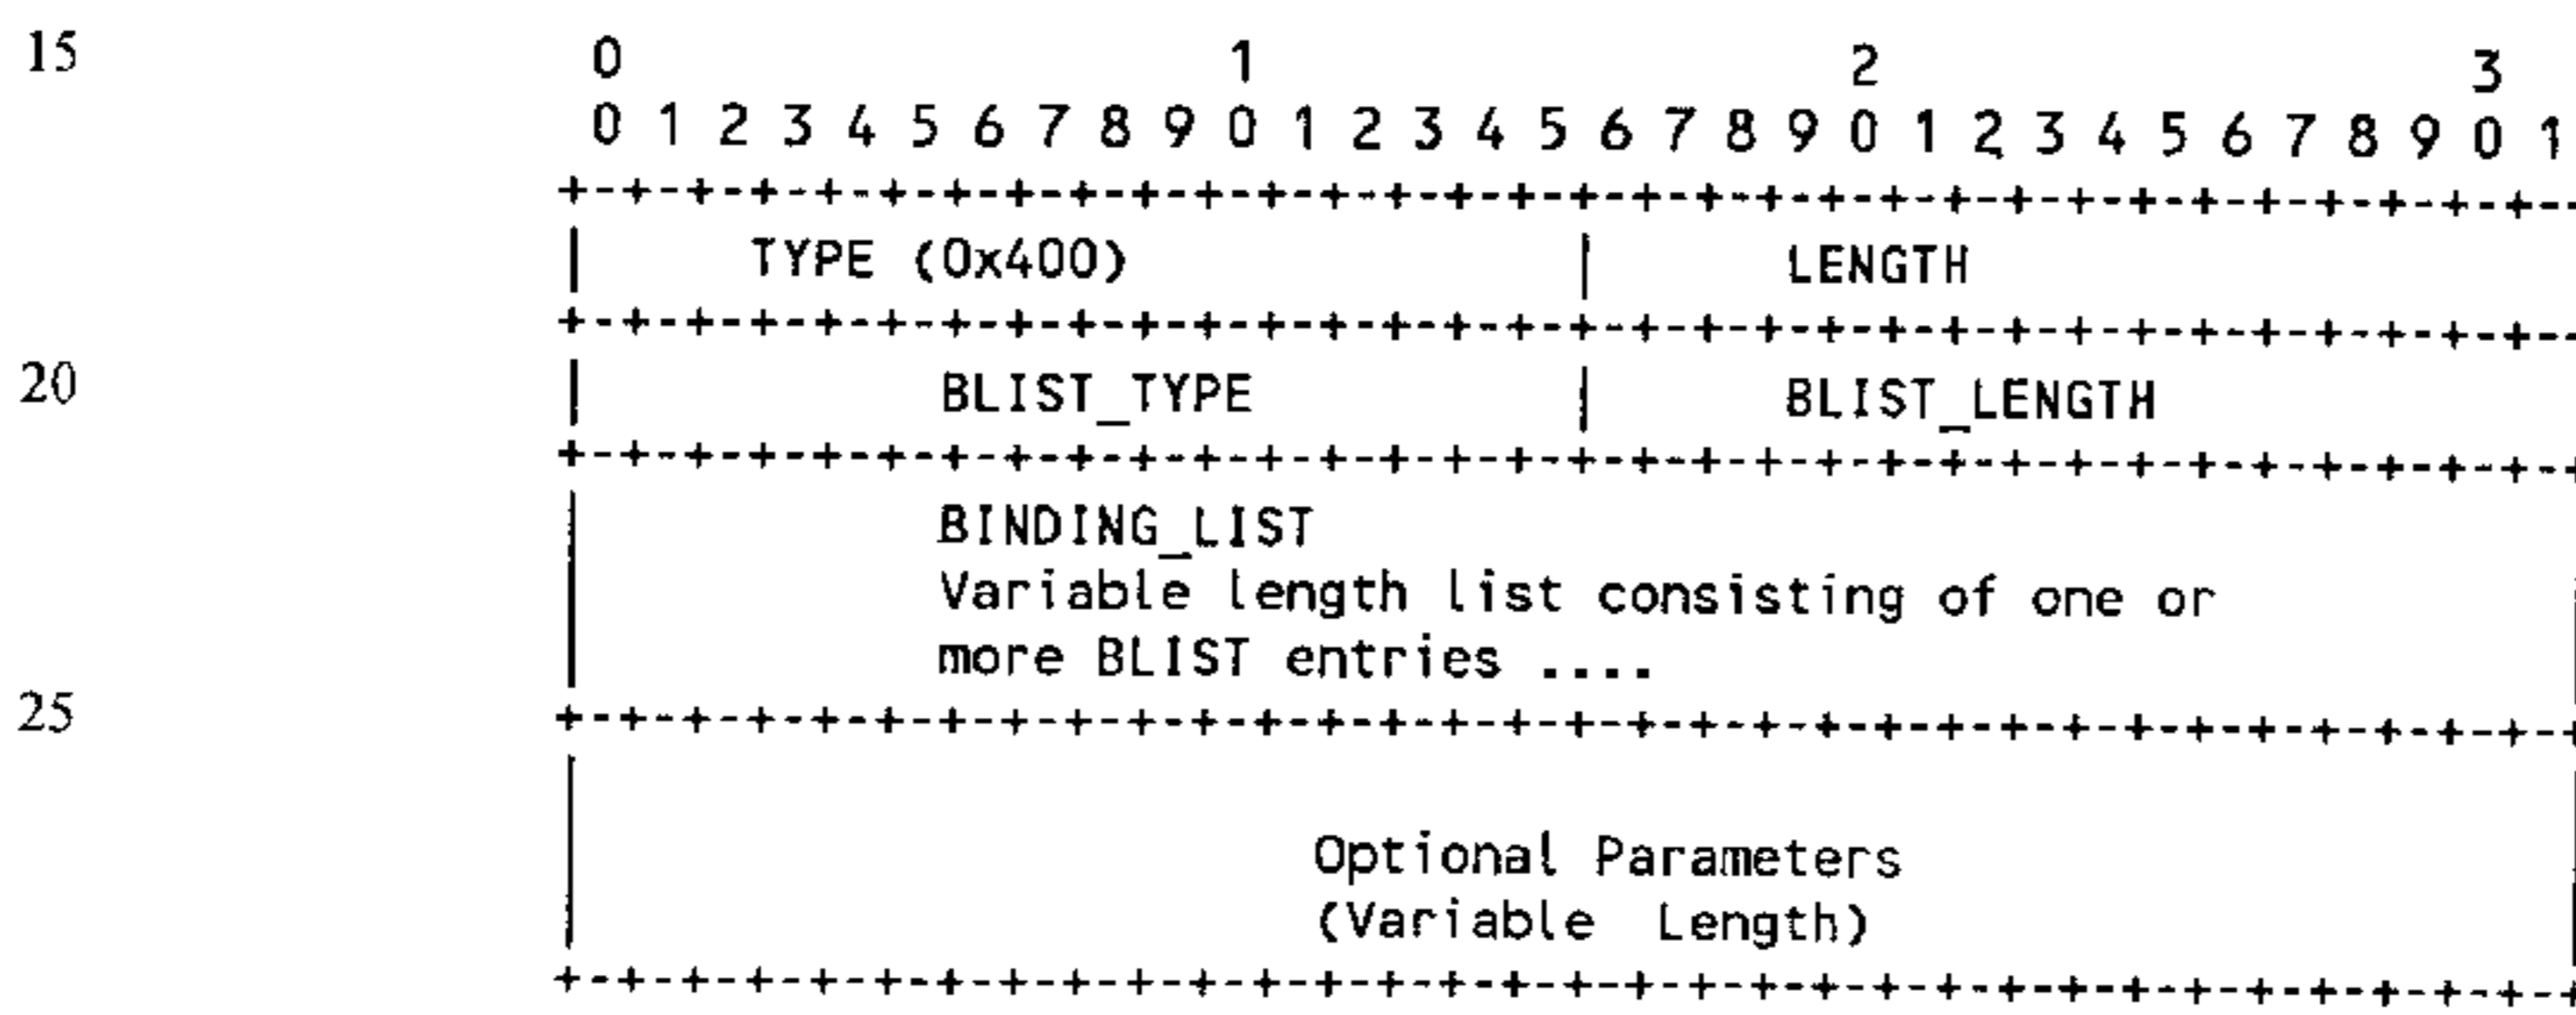 15 0 1 2 3
0 1 2 3 4 5 6 7 8 9 0 1 2 3 4 5 6 7 8 9 0 1 2 3 4 5 6 7 8 9 0 1
+-+-+-+-+-+-+-+-+-+-+-+-+-+-+-+-+-+-+-+-+-+-+-+-+-+-+-+-+-+-+-+-
| TYPE (0x400) | LENGTH
+-+-+-+-+-+-+-+-+-+-+-+-+-+-+-+-+-+-+-+-+-+-+-+-+-+-+-+-+-+-+-+-
20 | BLIST_TYPE | BLIST_LENGTH
+-+-+-+-+-+-+-+-+-+-+-+-+-+-+-+-+-+-+-+-+-+-+-+-+-+-+-+-+-+-+-+-+
| BINDING_LIST
Variable length list consisting of one or |
more BLIST entries ....
25 +-+-+-+-+-+-+-+-+-+-+-+-+-+-+-+-+-+-+-+-+-+-+-+-+-+-+-+-+-+-+-+-+
| Optional Parameters |
(Variable Length)
+-+-+-+-+-+-+-+-+-+-+-+-+-+-+-+-+-+-+-+-+-+-+-+-+-+-+-+-+-+-+-+-+